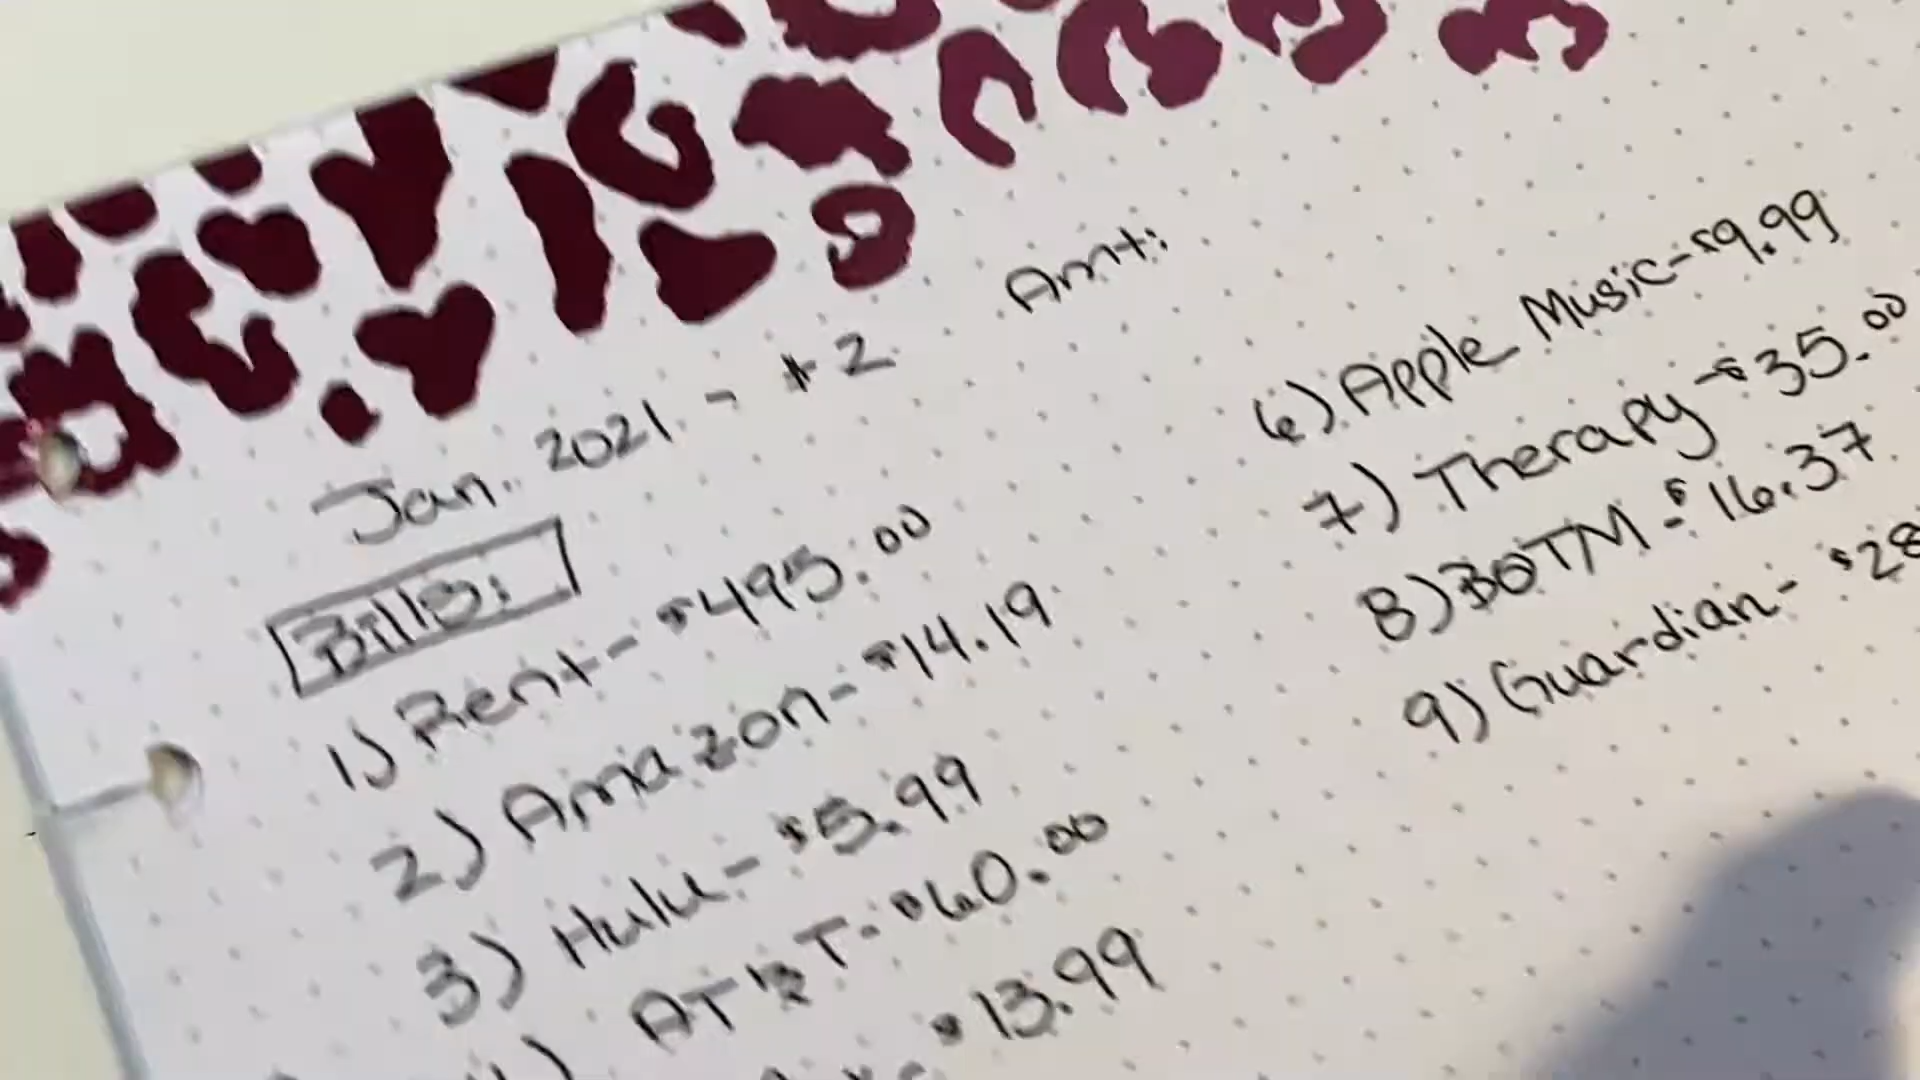 Jan. 2021 - #2
Amt:
Bills:
1) Rent - $495.00
2) Amazon - $14.19
3) Hulu - $5.99
4) AT&T - $60.00
$13.99
6) Apple Music - $9.99
7) Therapy - $35.00
8) BOTM - $16.37
9) Guardian - $28